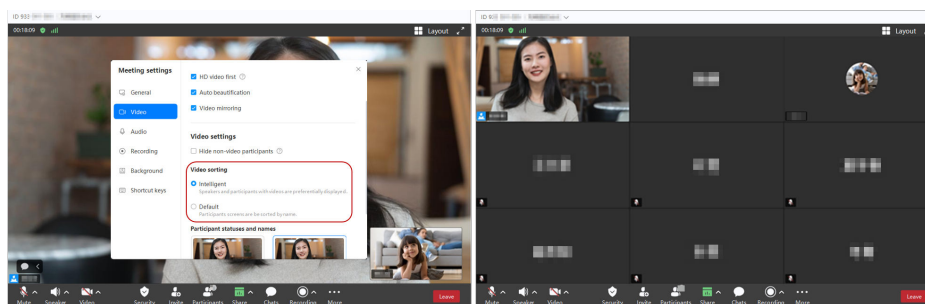 ID 933
00:18:09
Layout
Meeting settings
General
Video
Audio
Recording
Background
Shortcut keys
HD video first
Auto beautification
Video mirroring
Video settings
Hide non-video participants
Video sorting
Intelligent
Speakers and participants with videos are preferentially displayed.
Default
Participants screens are sorted by name.
Participant statuses and names
Mute Speaker Video Security Invite Participants Share Chats Recording More Leave
ID
00:18:09
Layout
Mute Speaker Video Security Invite Participants Share Chats Recording More Leave